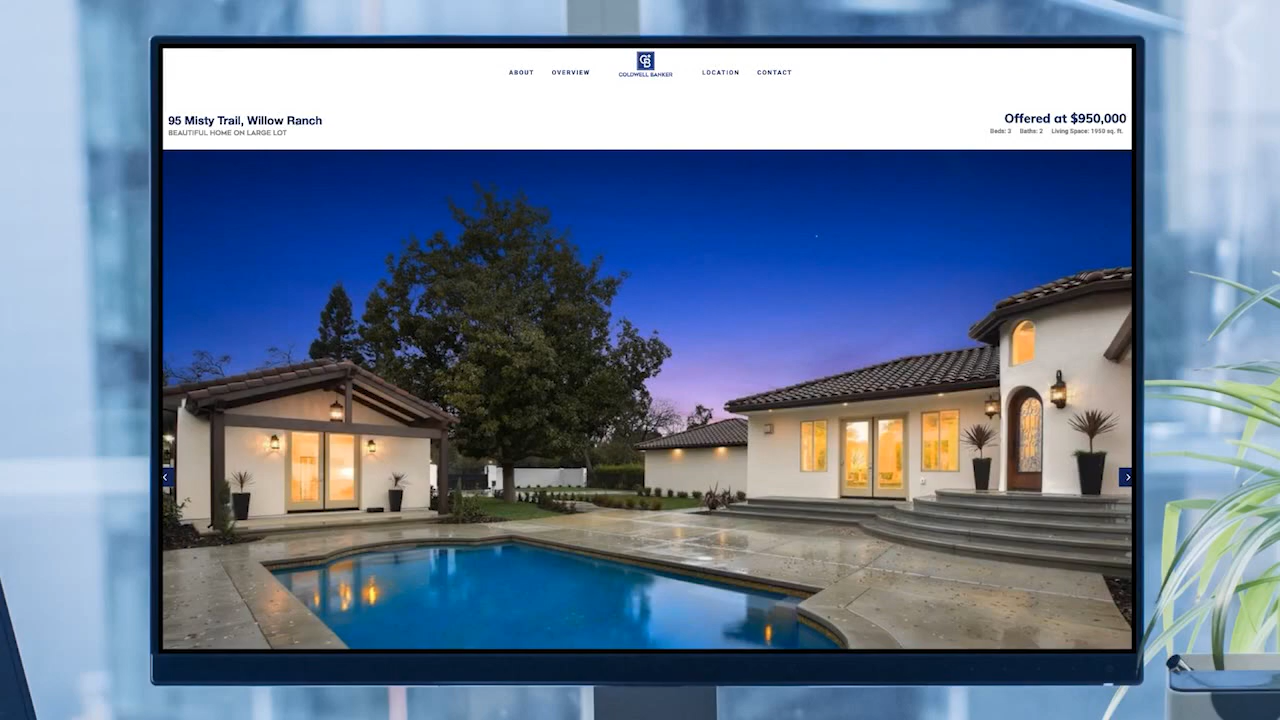 ABOUT
OVERVIEW
CB
COLDWELL BANKER
LOCATION
CONTACT
95 Misty Trail, Willow Ranch
BEAUTIFUL HOME ON LARGE LOT
Offered at $950,000
Beds: 3 Baths: 2 Living Space: 1950 sq. ft.